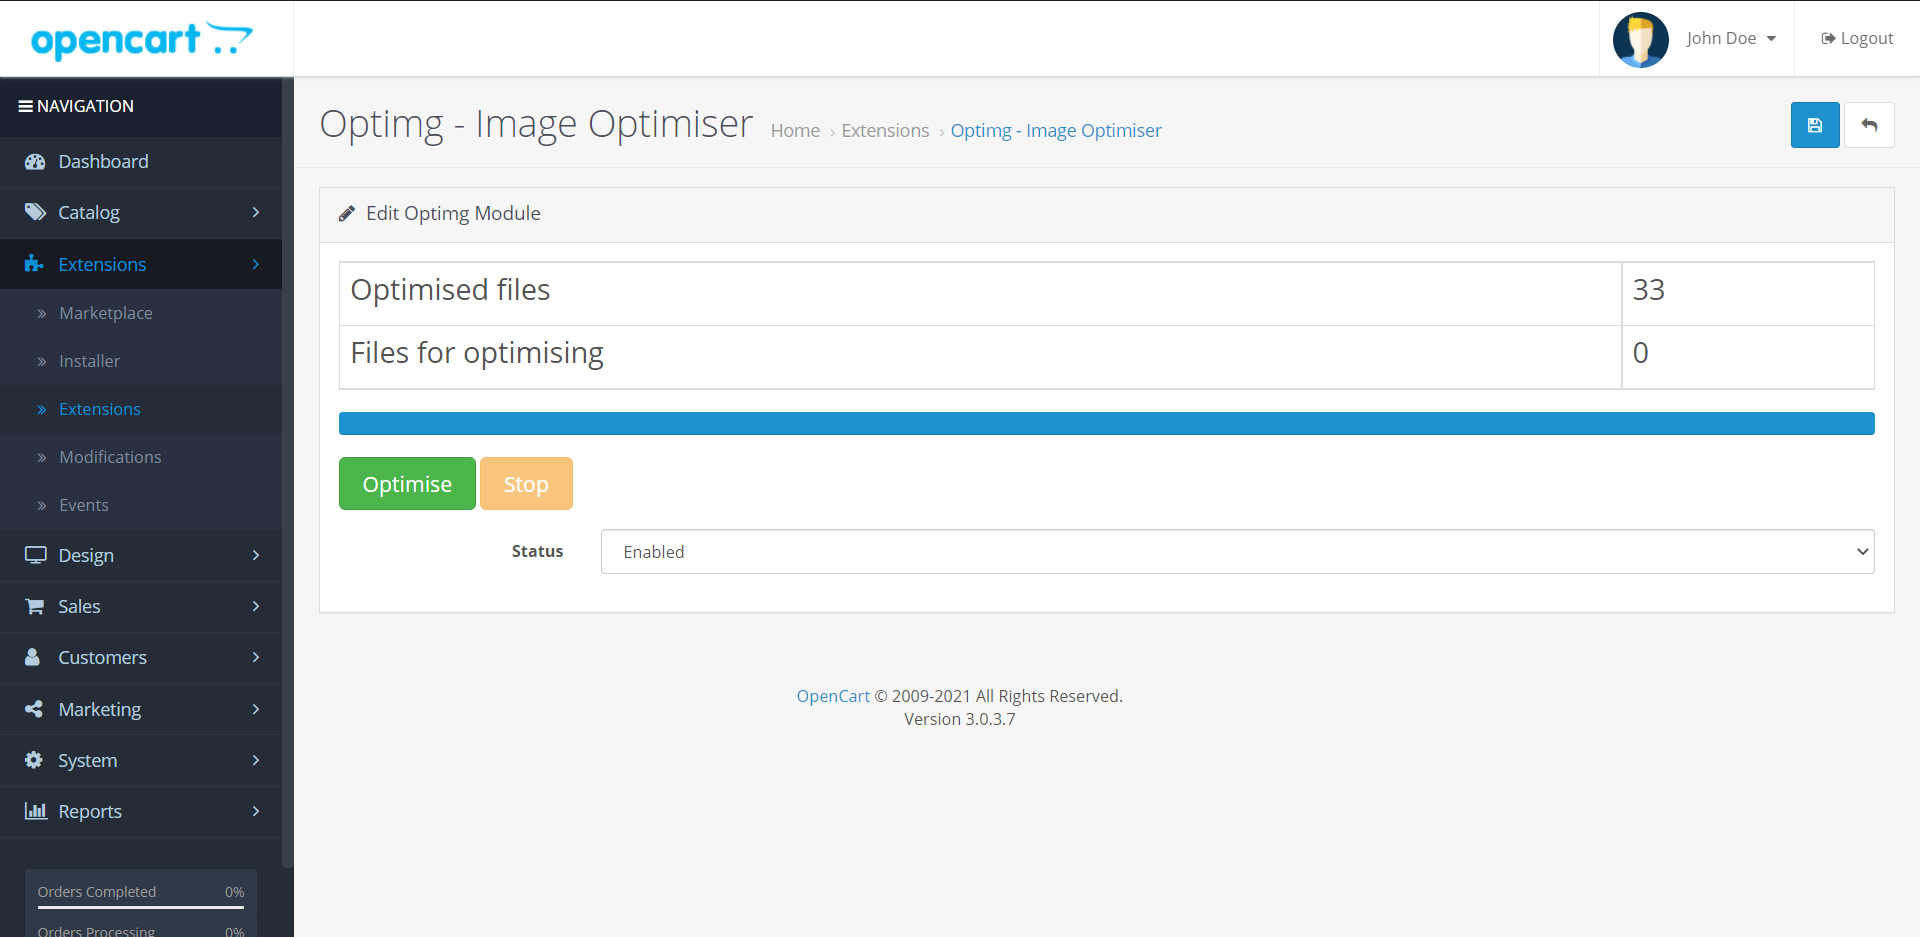 opencart
John Doe
Logout
NAVIGATION
Dashboard
Catalog
Extensions
Marketplace
Installer
Extensions
Modifications
Events
Design
Sales
Customers
Marketing
System
Reports
Orders Completed 0%
Orders Processing 0%
Optimg - Image Optimiser
Home › Extensions › Optimg - Image Optimiser
Edit Optimg Module
Optimised files 33
Files for optimising 0
Optimise Stop
Status Enabled
OpenCart © 2009-2021 All Rights Reserved.
Version 3.0.3.7